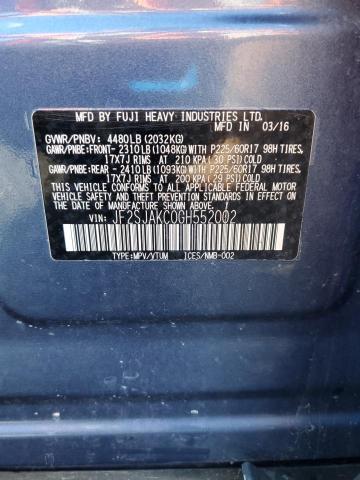 MFD BY FUJI HEAVY INDUSTRIES LTD.
MFD IN 03/16
GVWR/PNBV: 4480LB(2032KG)
GAWR/PNBE:FRONT-2310LB(1048KG)WITH P225/60R17 98H TIRES,
17X7J RIMS AT 210 KPA(30 PSI)COLD
GAWR/PNBE:REAR -2410LB(1093KG)WITH P225/60R17 98H TIRES,
17X7J RIMS AT 200 KPA(29 PSI)COLD
THIS VEHICLE CONFORMS TO ALL APPLICABLE U.S. FEDERAL
MOTOR VEHICLE SAFETY, BUMPER, AND THEFT PREVENTION
STANDARDS IN EFFECT ON THE DATE OF
MANUFACTURE SHOWN ABOVE.
VIN: JF2SJAKC0GH552002
TYPE:MPV/VTUM ICES/NMB-002